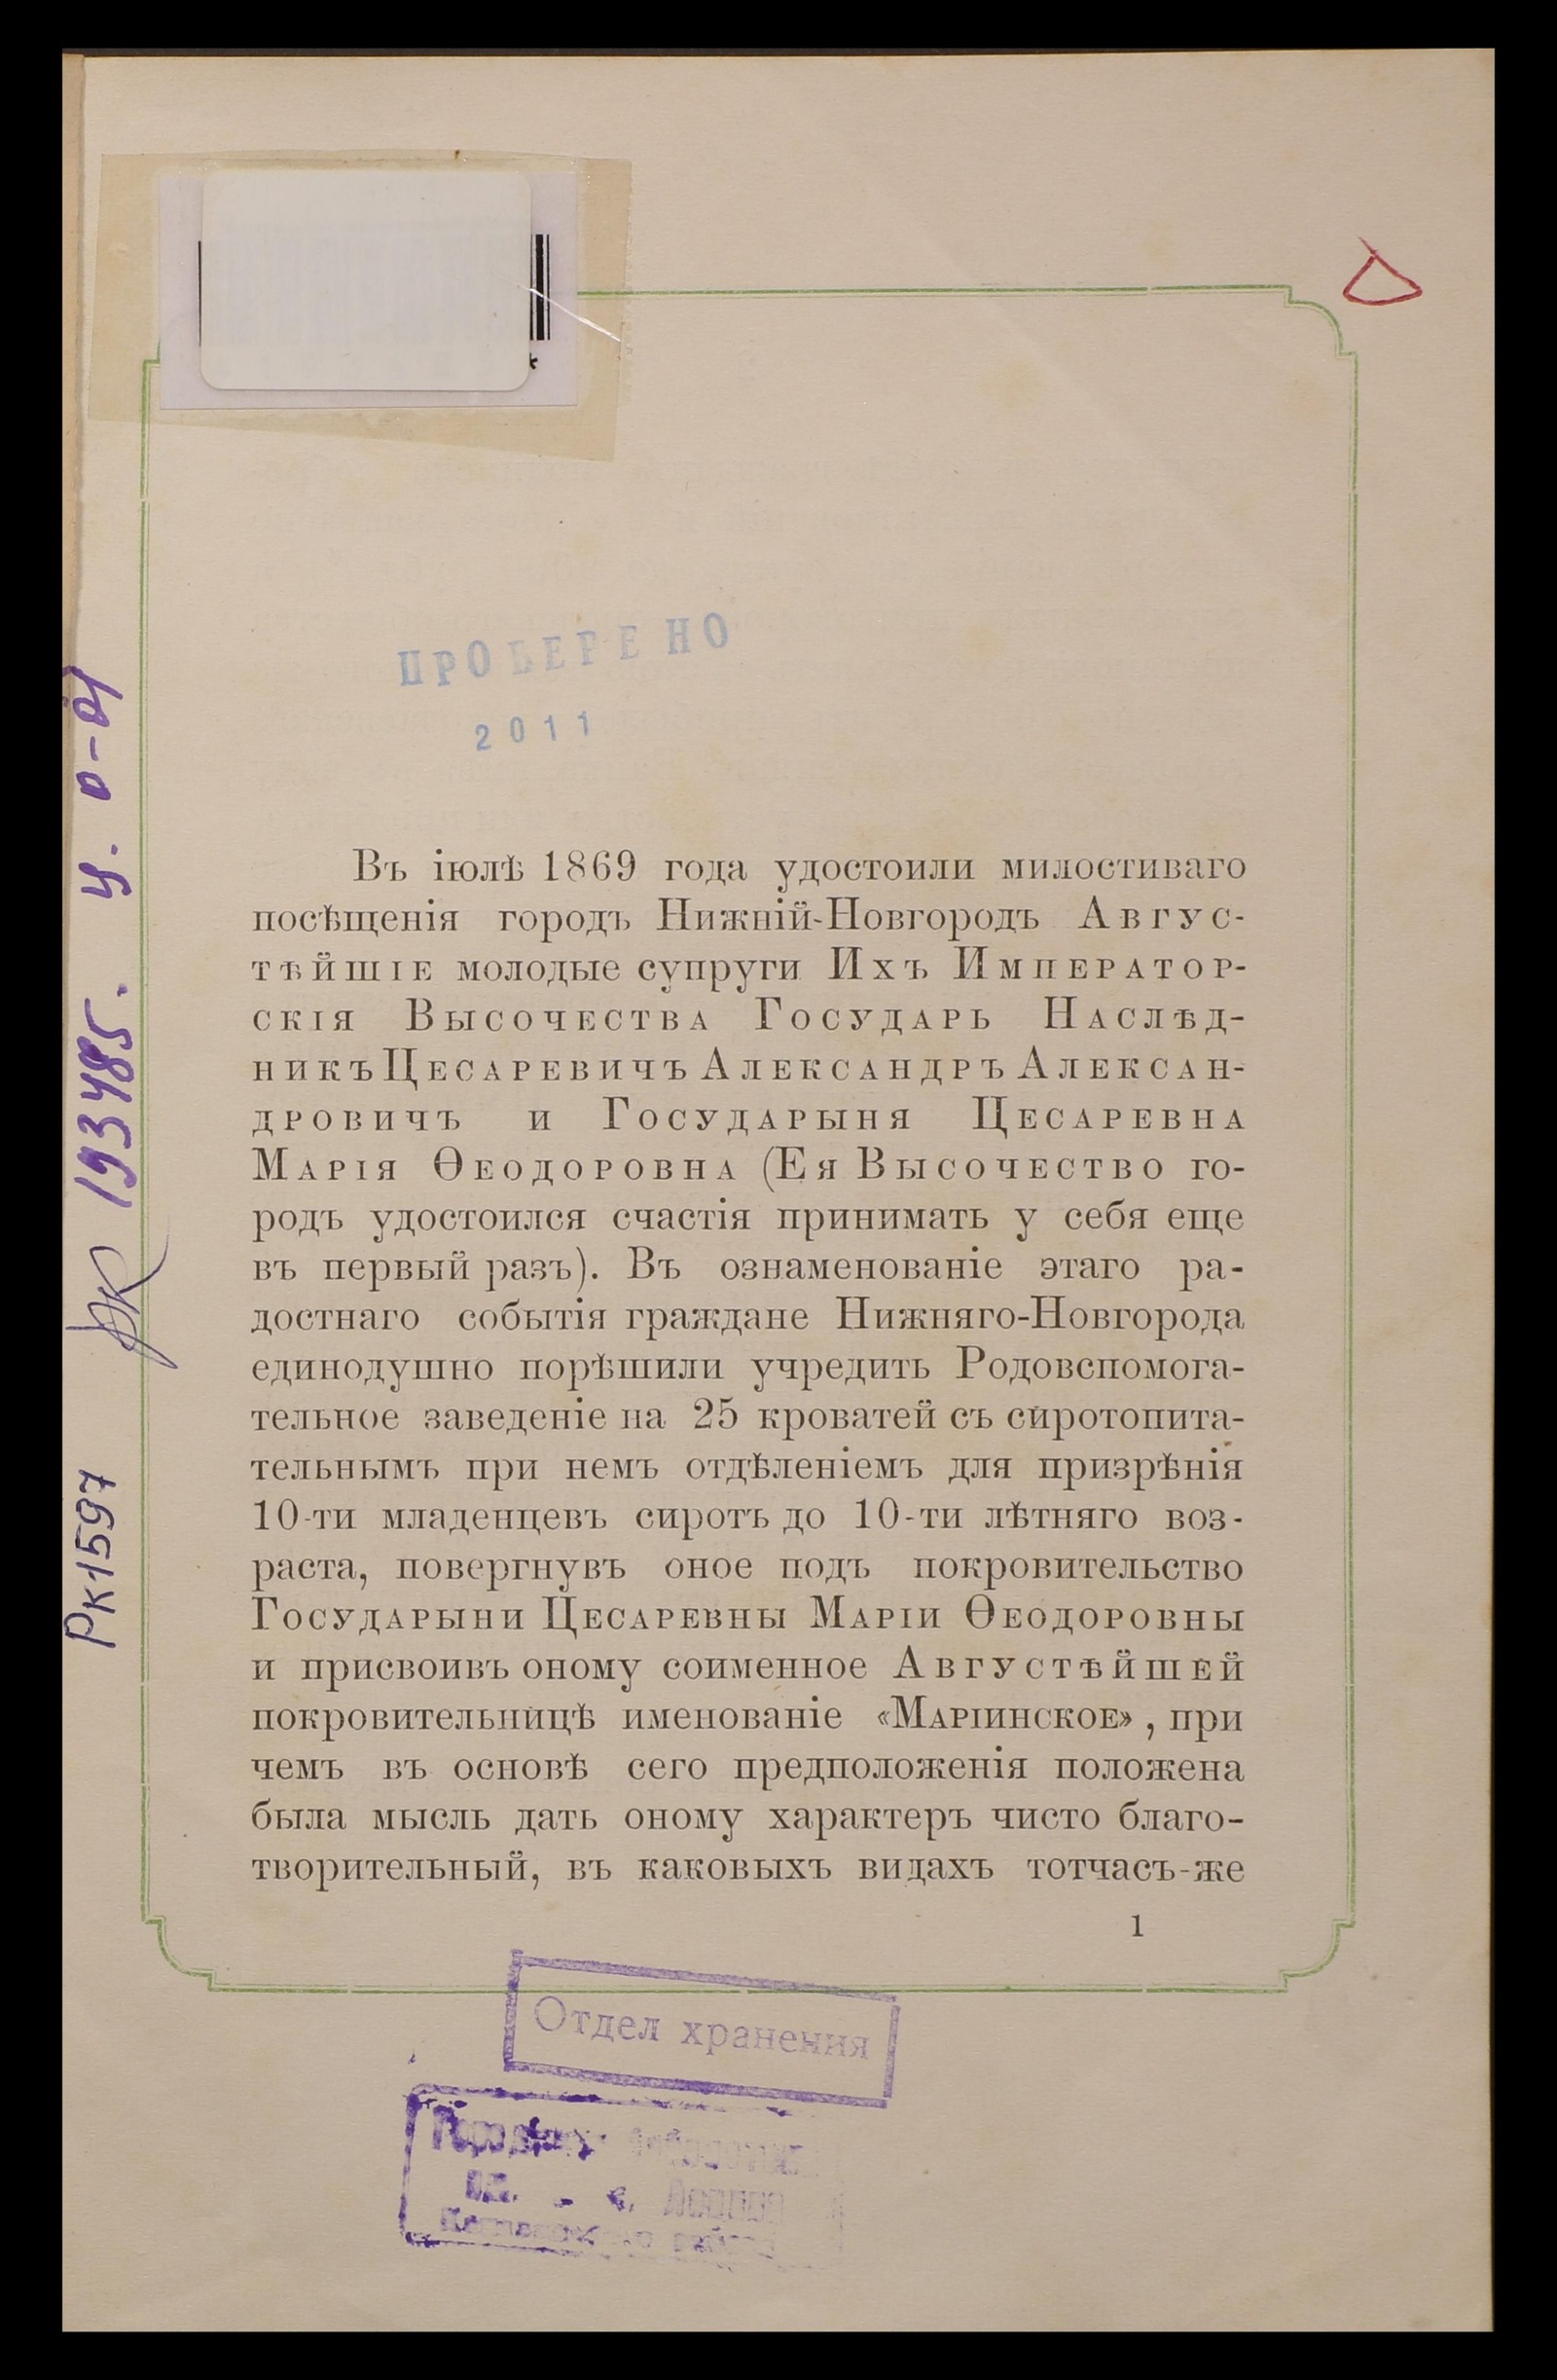 ПРОВЕРЕНО
2011
Въ іюлѣ 1869 года удостоили милостиваго
посѣщенія городъ Нижній-Новгородъ Август-
ѣйшіе молодые супруги Ихъ Император-
скія Высочества Государь Наслѣд-
никъ Цесаревичъ Александръ Алексан-
дровичъ и Государыня Цесаревна
Марія Ѳеодоровна (Ея Высочество го-
родъ удостоился счастія принимать у себя еще
въ первый разъ). Въ ознаменованіе этаго ра-
достнаго событія граждане Нижняго-Новгорода
единодушно порѣшили учредить Родовспомога-
тельное заведеніе на 25 кроватей съ сиротопита-
тельнымъ при немъ отдѣленіемъ для призрѣнія
10-ти младенцевъ сиротъ до 10-ти лѣтняго воз-
раста, повергнувъ оное подъ покровительство
Государыни Цесаревны Маріи Ѳеодоровны
и присвоивъ оному соименное Августѣйшей
покровительницѣ именованіе «Маріинское», при
чемъ въ основѣ сего предположенія положена
была мысль дать оному характеръ чисто благо-
творительный, въ каковыхъ видахъ тотчасъ-же
1
Отдел хранения
РК1597
193485.